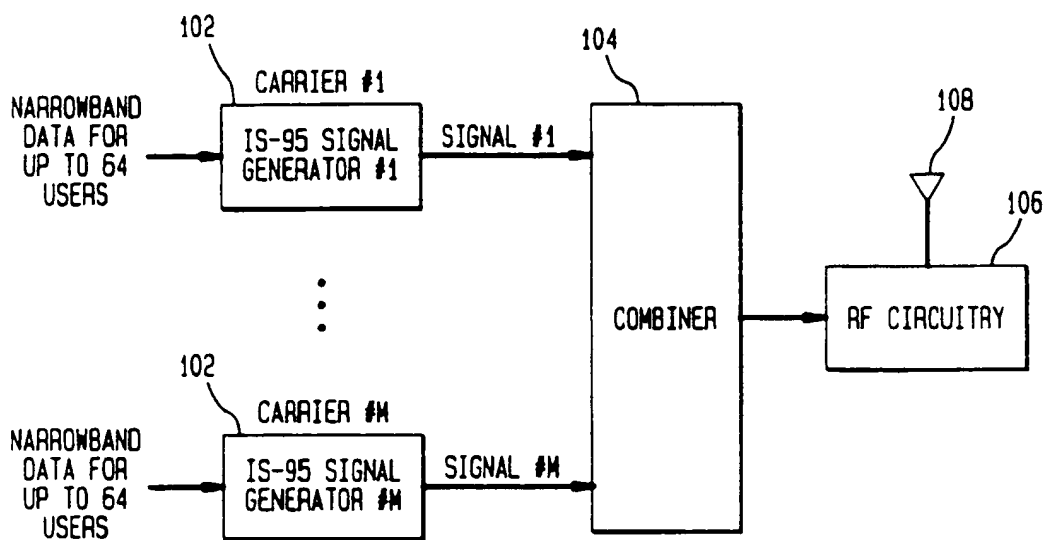 102
CARRIER #1
NARROWBAND
DATA FOR
UP TO 64
USERS
IS-95 SIGNAL
GENERATOR #1
SIGNAL #1
104
COMBINER
108
106
RF CIRCUITRY
102
CARRIER #M
NARROWBAND
DATA FOR
UP TO 64
USERS
IS-95 SIGNAL
GENERATOR #M
SIGNAL #M